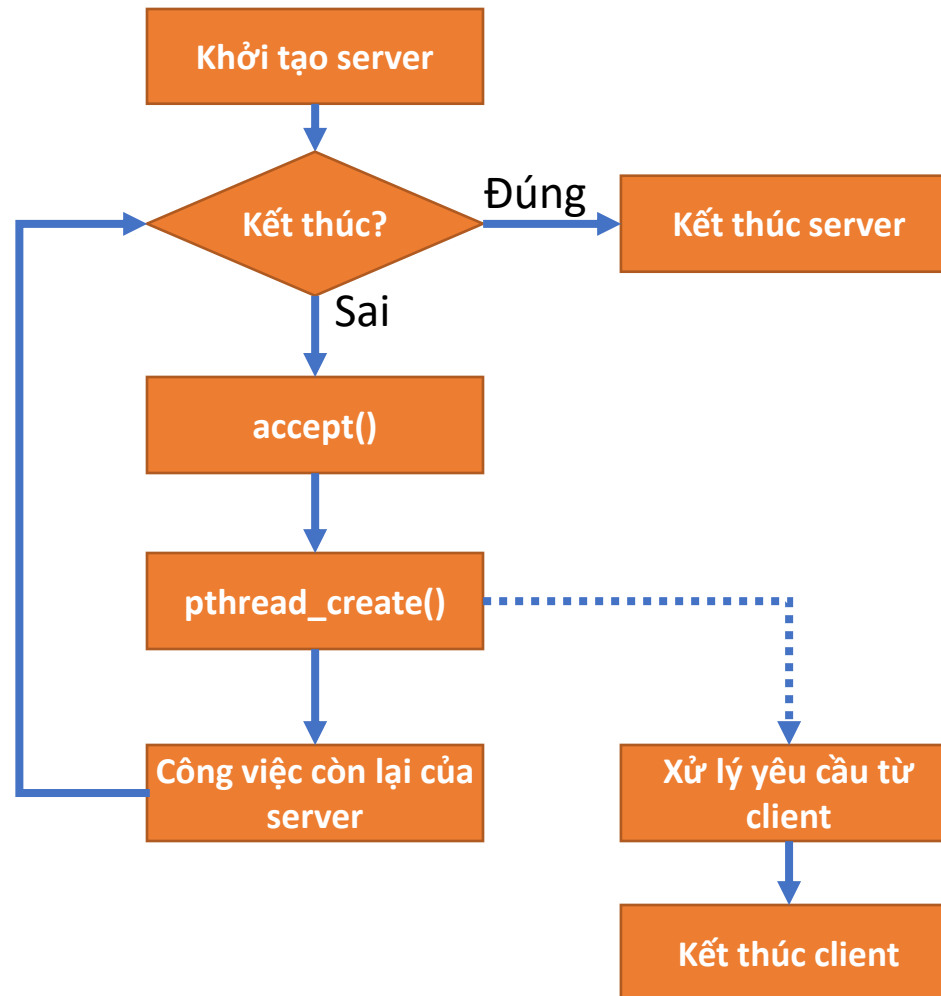 Khởi tạo server
Kết thúc?
Đúng
Kết thúc server
Sai
accept()
pthread_create()
Công việc còn lại của
server
Xử lý yêu cầu từ
client
Kết thúc client